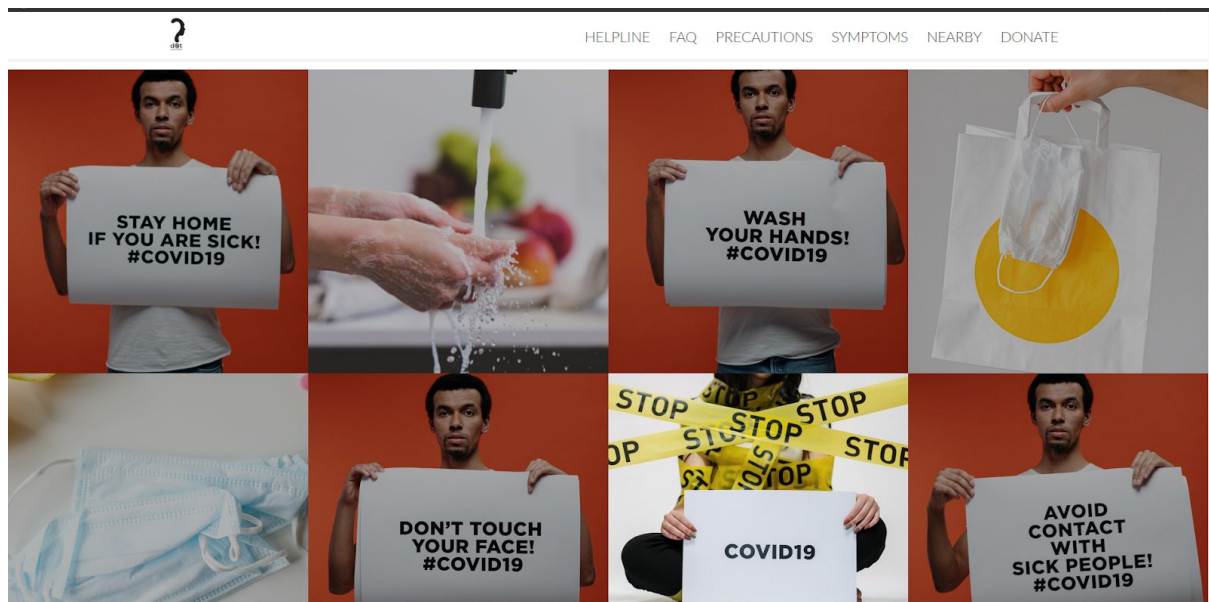 HELPLINE FAQ PRECAUTIONS SYMPTOMS NEARBY DONATE
STAY HOME
IF YOU ARE SICK!
#COVID19
WASH
YOUR HANDS!
#COVID19
DON'T TOUCH
YOUR FACE!
#COVID19
STOP
STOP
STOP
STOP
STOP
STOP
COVID19
AVOID
CONTACT
WITH
SICK PEOPLE!
#COVID19